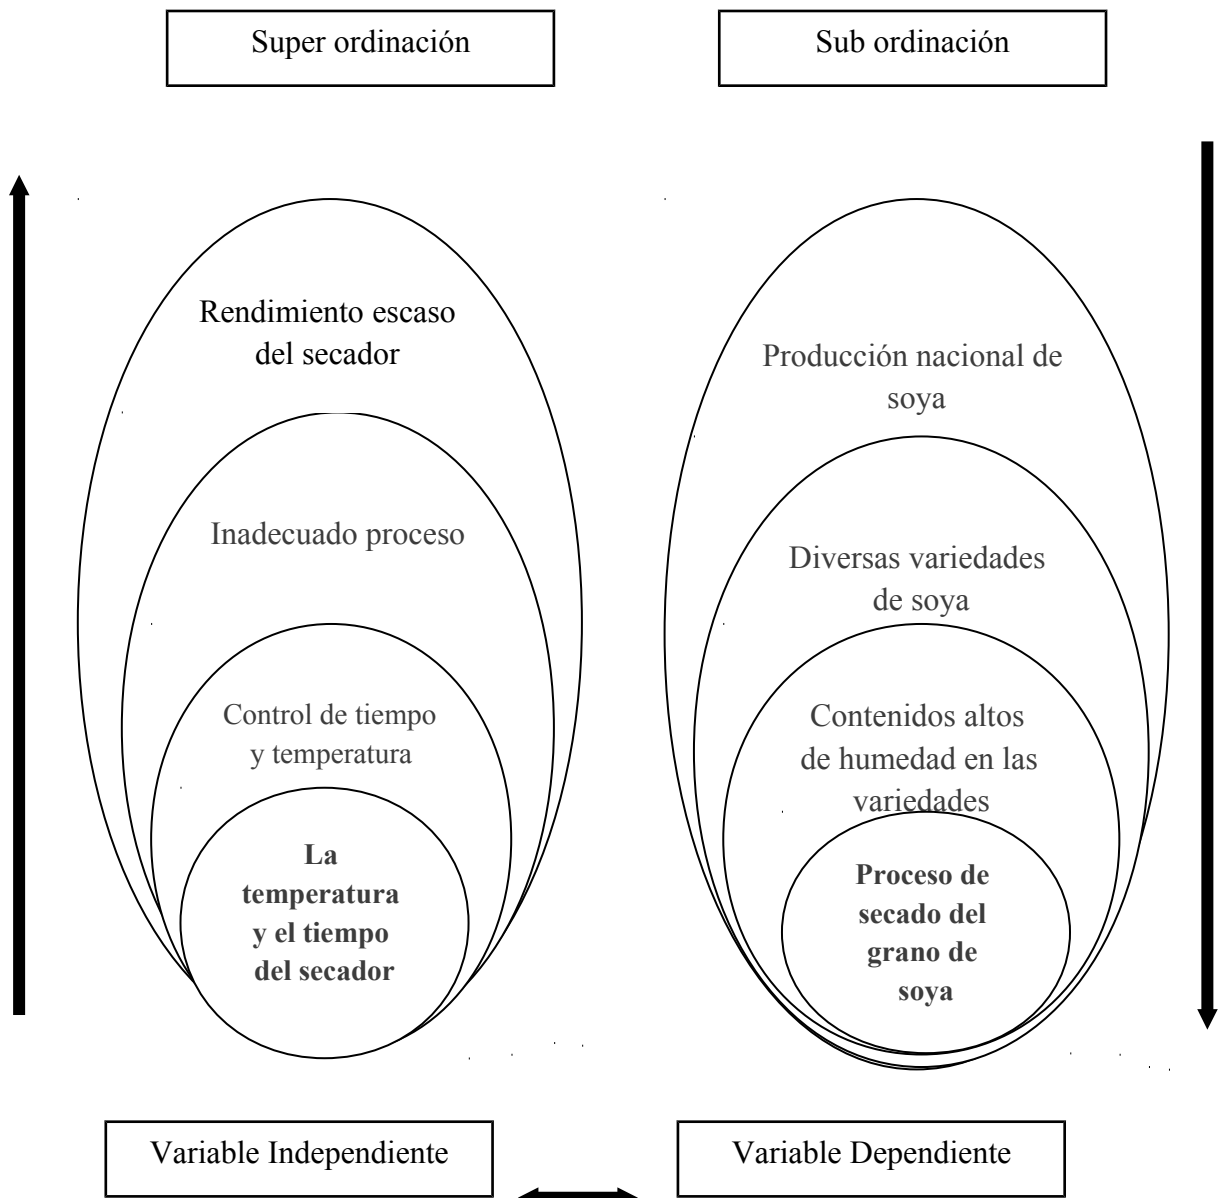 Super ordinación
Sub ordinación
Rendimiento escaso
del secador
Inadecuado proceso
Control de tiempo
y temperatura
La
temperatura
y el tiempo
del secador
Producción nacional de
soya
Diversas variedades
de soya
Contenidos altos
de humedad en las
variedades
Proceso de
secado del
grano de
soya
Variable Independiente
Variable Dependiente